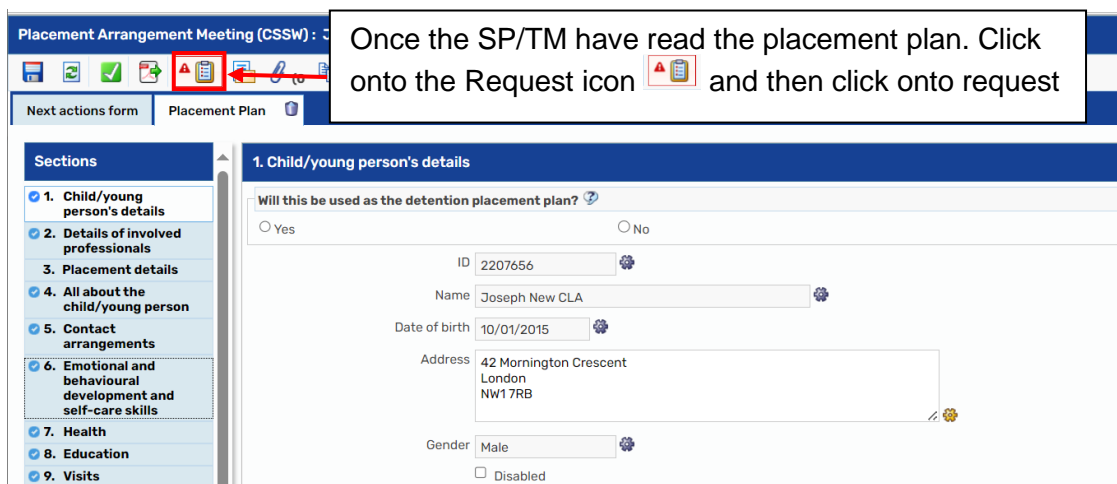 Placement Arrangement Meeting (CSSW) :
Once the SP/TM have read the placement plan. Click
onto the Request icon and then click onto request
Next actions form
Placement Plan
Sections
1. Child/young
person's details
2. Details of involved
professionals
3. Placement details
4. All about the
child/young person
5. Contact
arrangements
6. Emotional and
behavioural
development and
self-care skills
7. Health
8. Education
9. Visits
1. Child/young person's details
Will this be used as the detention placement plan?
Yes
No
ID 2207656
Name Joseph New CLA
Date of birth 10/01/2015
Address 42 Mornington Crescent
London
NW1 7RB
Gender Male
Disabled